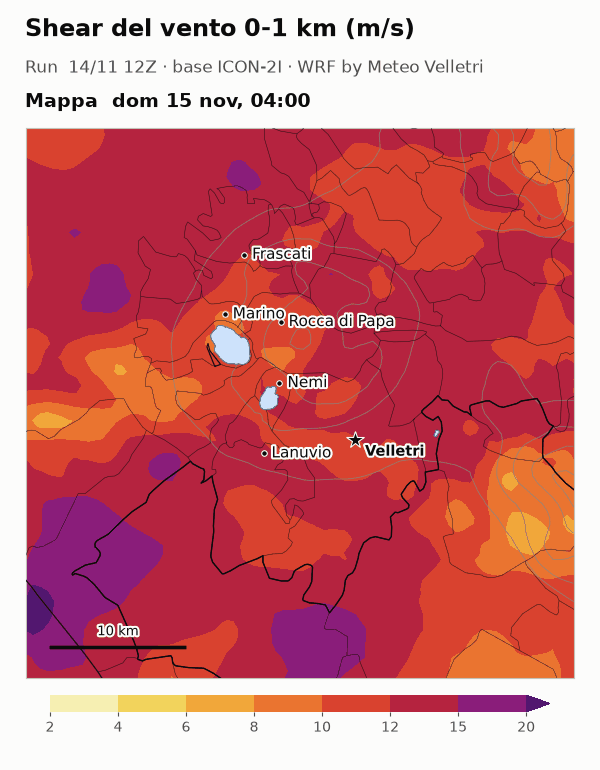 Shear del vento 0-1 km (m/s)
Run 14/11 12Z · base ICON-2I · WRF by Meteo Velletri
Mappa dom 15 nov, 04:00
Frascati
Marino
Rocca di Papa
Nemi
Velletri
Lanuvio
10 km
2 4 6 8 10 12 15 20